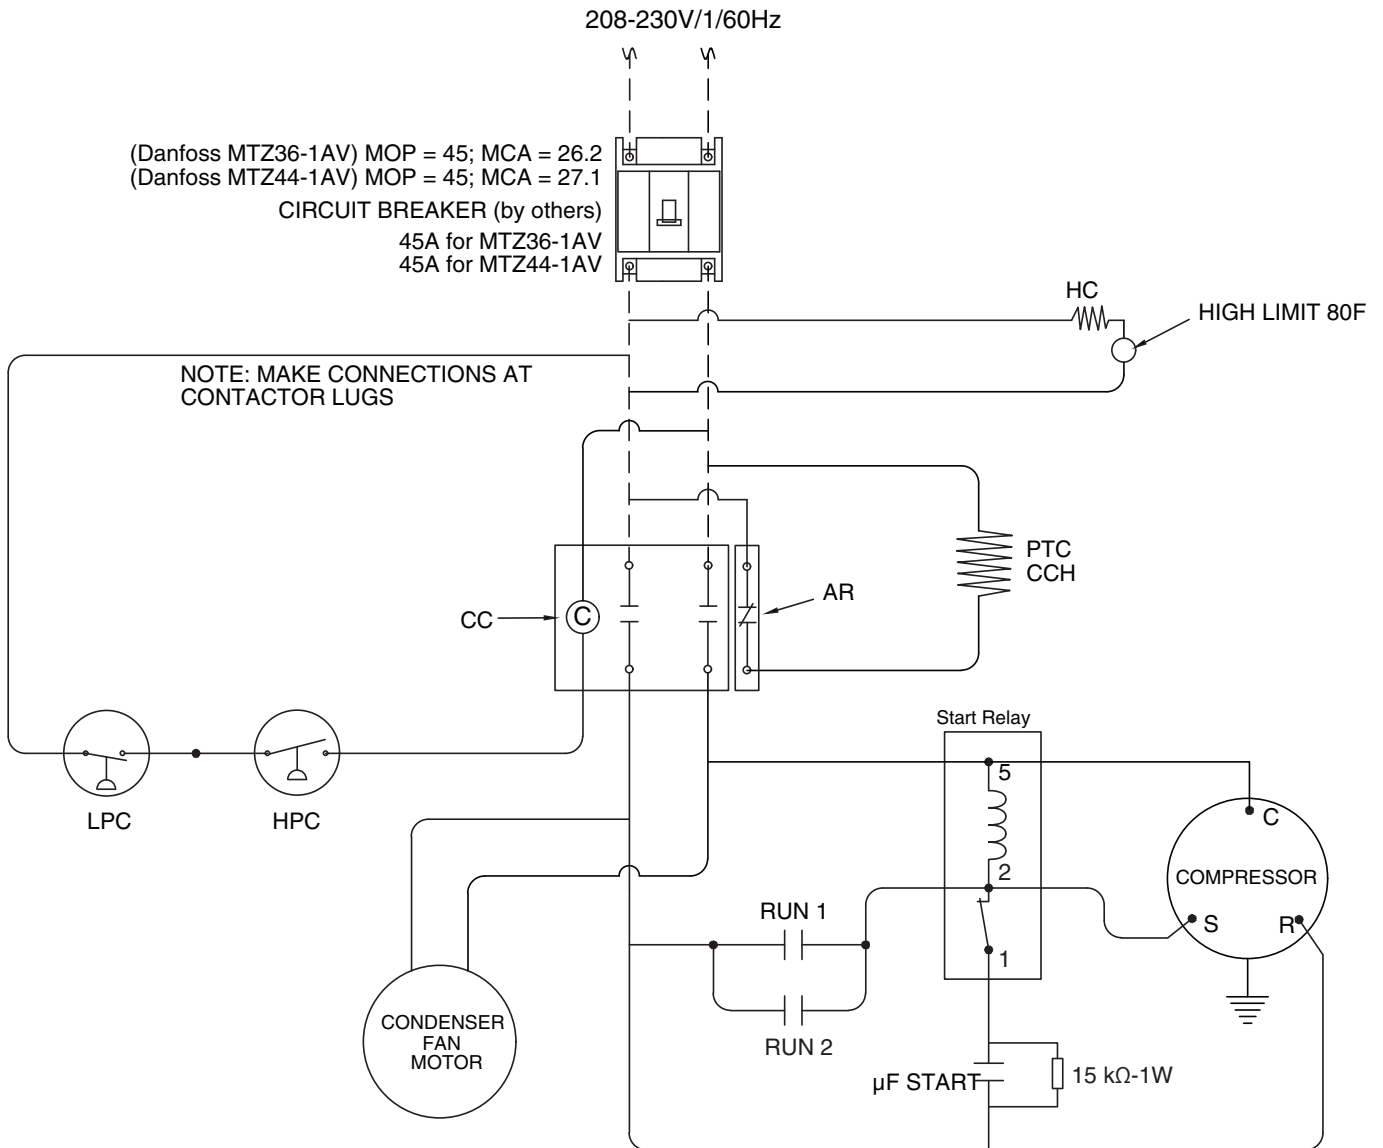 208-230V/1/60Hz
(Danfoss MTZ36-1AV) MOP = 45; MCA = 26.2
(Danfoss MTZ44-1AV) MOP = 45; MCA = 27.1
CIRCUIT BREAKER (by others)
45A for MTZ36-1AV
45A for MTZ44-1AV
HC
HIGH LIMIT 80F
NOTE: MAKE CONNECTIONS AT
CONTACTOR LUGS
PTC
CCH
AR
CC
C
Start Relay
5
LPC
HPC
C
2
COMPRESSOR
RUN 1
S
R
1
CONDENSER
FAN
MOTOR
RUN 2
µF START
15 kΩ-1W